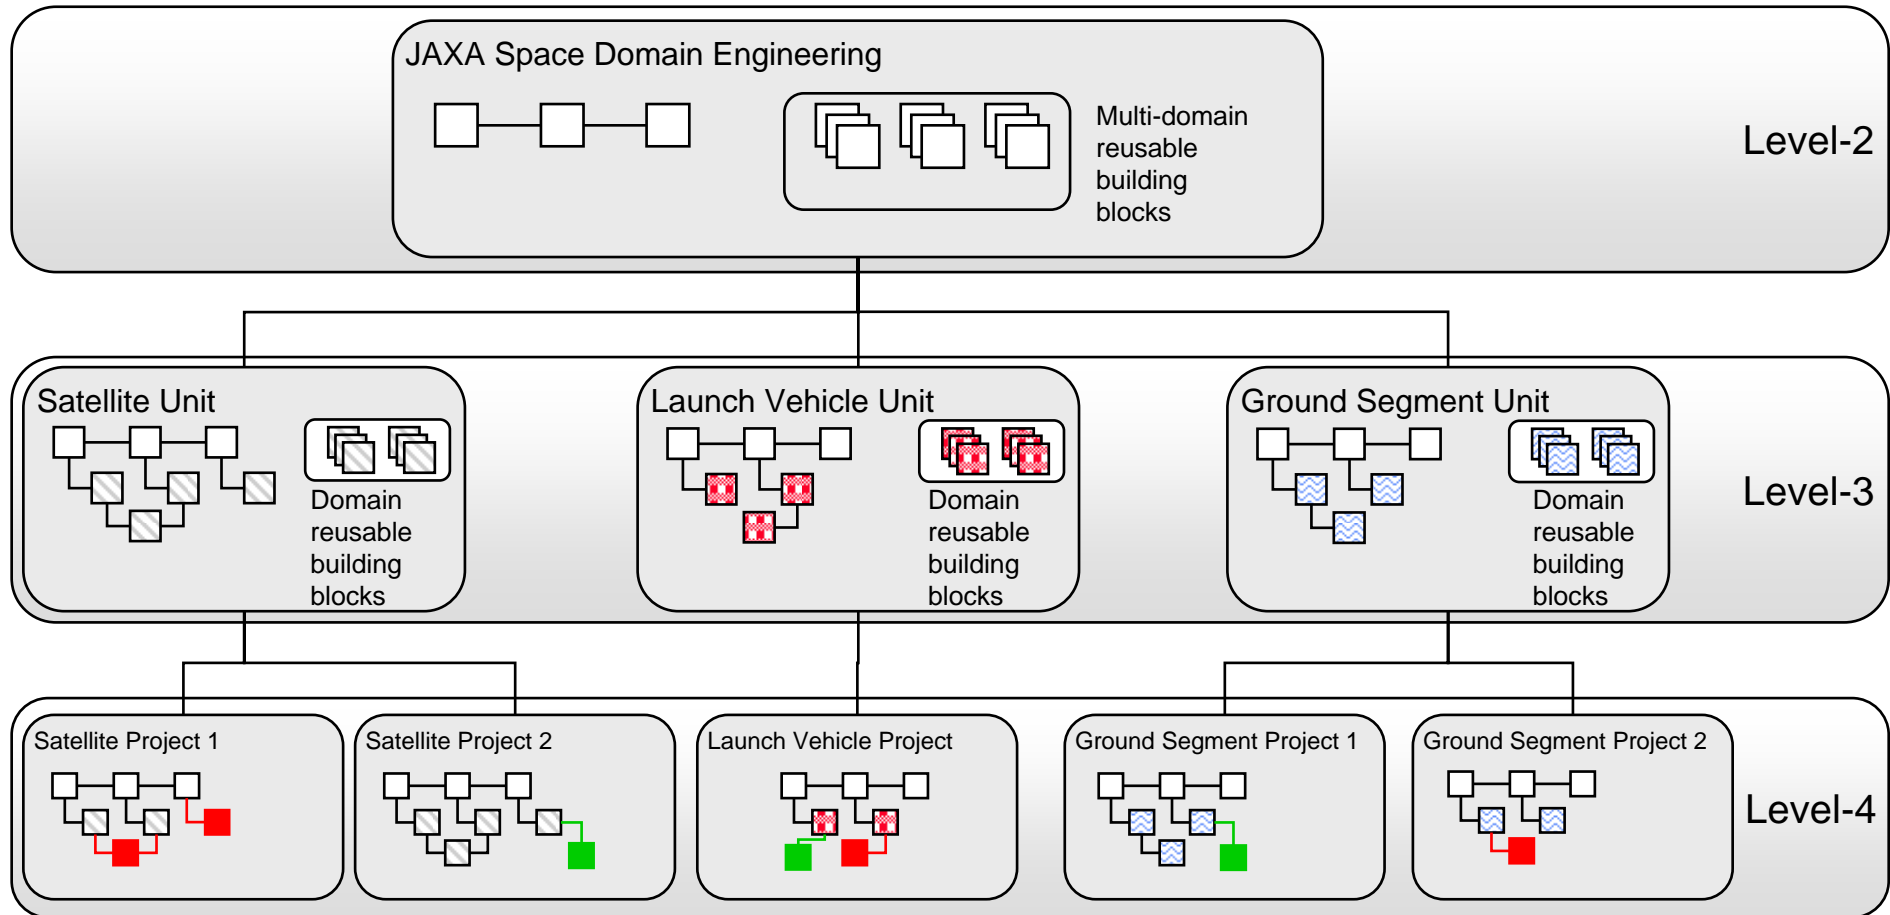 JAXA Space Domain Engineering
Multi-domain
reusable
building
blocks
Level-2
Satellite Unit
Domain
reusable
building
blocks
Launch Vehicle Unit
Domain
reusable
building
blocks
Ground Segment Unit
Domain
reusable
building
blocks
Level-3
Satellite Project 1
Satellite Project 2
Launch Vehicle Project
Ground Segment Project 1
Ground Segment Project 2
Level-4